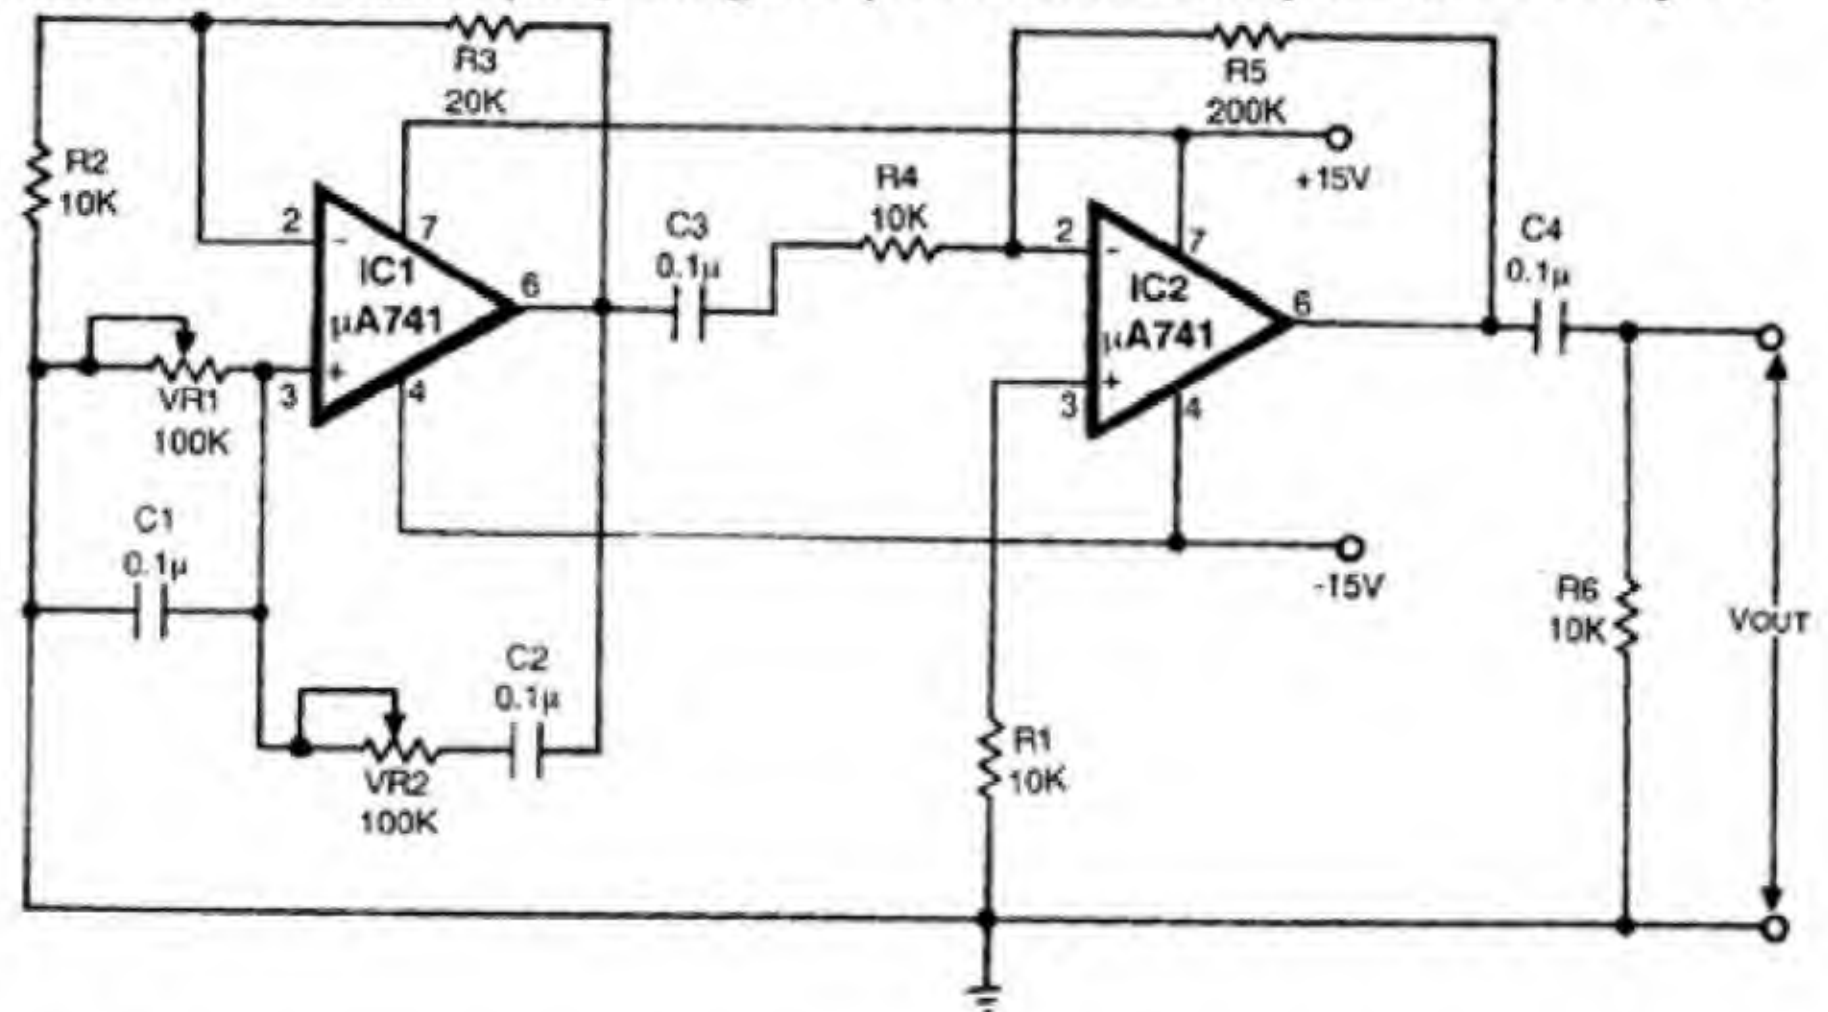 R3
20K
R5
200K
+15V
R2
10K
R4
10K
C3
0.1μ
C4
0.1μ
2
-
7
IC1
μA741
6
+
3
4
2
-
7
IC2
μA741
6
+
3
4
VR1
100K
C1
0.1μ
-15V
R6
10K
VOUT
C2
0.1μ
VR2
100K
R1
10K